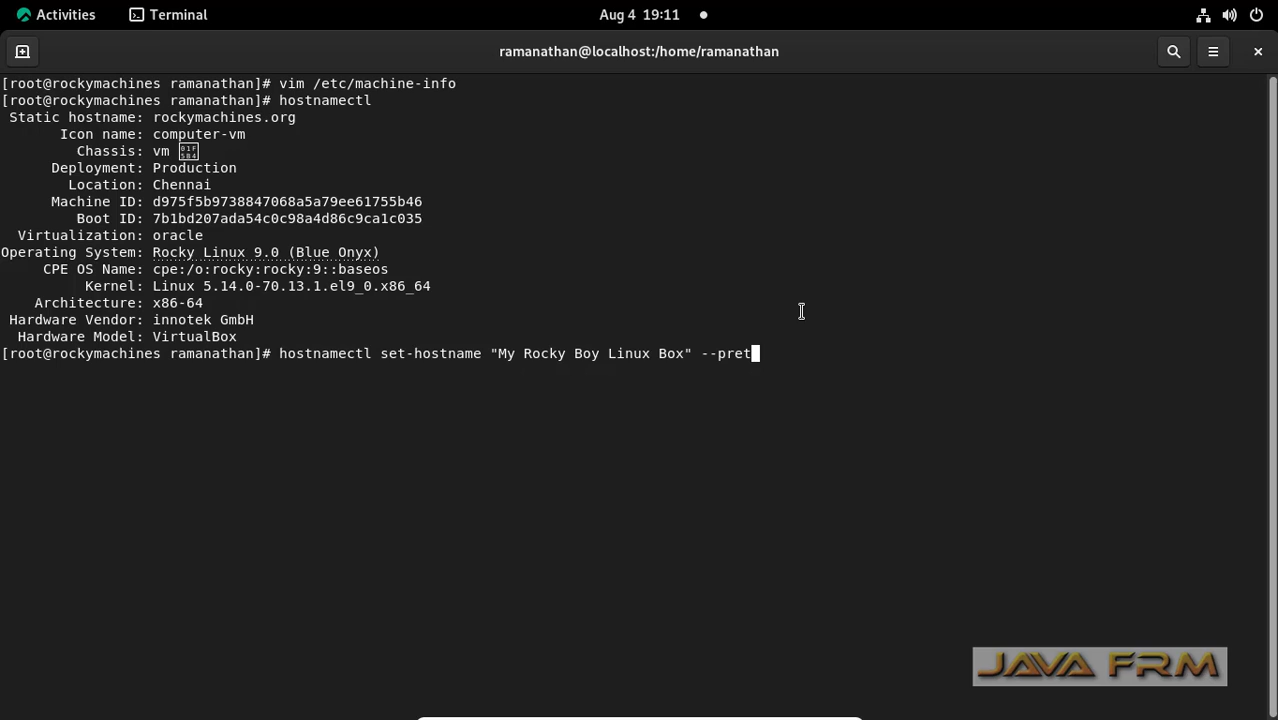 Activities Terminal Aug 4 19:11
ramanathan@localhost:/home/ramanathan
[root@rockymachines ramanathan]# vim /etc/machine-info
[root@rockymachines ramanathan]# hostnamectl
Static hostname: rockymachines.org
Icon name: computer-vm
Chassis: vm
Deployment: Production
Location: Chennai
Machine ID: d975f5b9738847068a5a79ee61755b46
Boot ID: 7b1bd207ada54c0c98a4d86c9ca1c035
Virtualization: oracle
Operating System: Rocky Linux 9.0 (Blue Onyx)
CPE OS Name: cpe:/o:rocky:rocky:9::baseos
Kernel: Linux 5.14.0-70.13.1.el9_0.x86_64
Architecture: x86-64
Hardware Vendor: innotek GmbH
Hardware Model: VirtualBox
[root@rockymachines ramanathan]# hostnamectl set-hostname "My Rocky Boy Linux Box" --pret
JAVA FRM